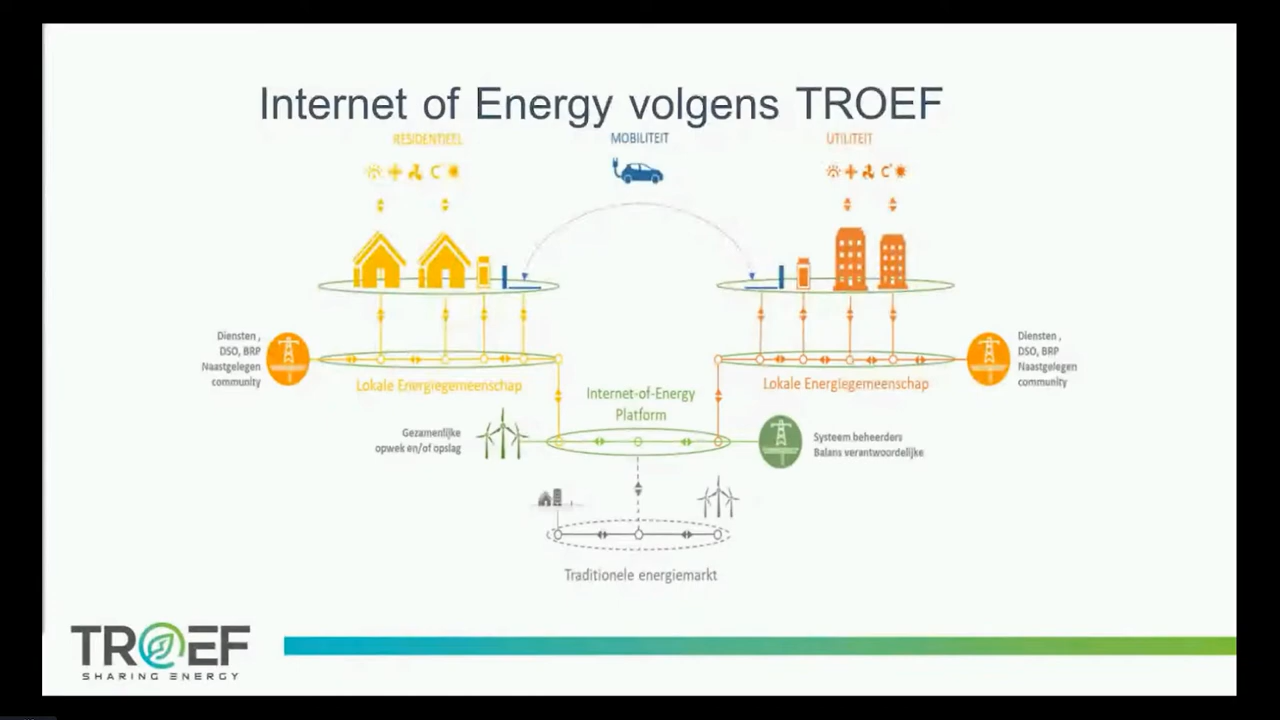 Internet of Energy volgens TROEF
RESIDENTIEEL
MOBILITEIT
UTILITEIT
Diensten ,
DSO, BRP
Naastgelegen
community
Lokale Energiegemeenschap
Internet-of-Energy
Platform
Lokale Energiegemeenschap
Diensten ,
DSO, BRP
Naastgelegen
community
Gezamenlijke
opwek en/of opslag
Systeem beheerders
Balans verantwoordelijke
Traditionele energiemarkt
TROEF
SHARING ENERGY